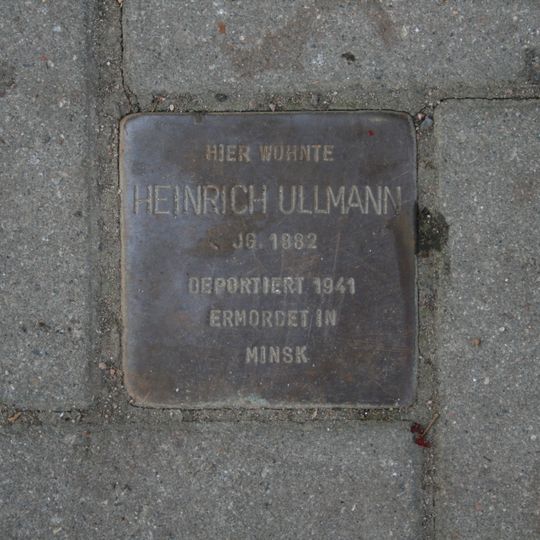 HIER WOHNTE
HEINRICH ULLMANN
JG. 1882
DEPORTIERT 1941
ERMORDET IN
MINSK